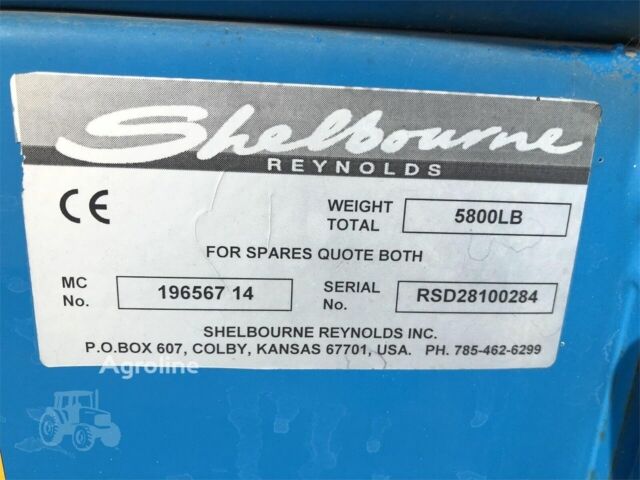 Shelbourne
REYNOLDS
CE
WEIGHT TOTAL 5800LB
FOR SPARES QUOTE BOTH
MC No. 196567 14 SERIAL No. RSD28100284
SHELBOURNE REYNOLDS INC.
P.O.BOX 607, COLBY, KANSAS 67701, USA. PH. 785-462-6299
Agroline